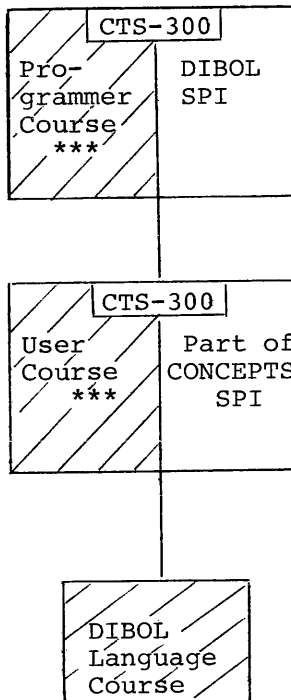 CTS-300
Pro-
grammer
Course
***
DIBOL
SPI
CTS-300
User
Course
***
Part of
CONCEPTS
SPI
DIBOL
Language
Course